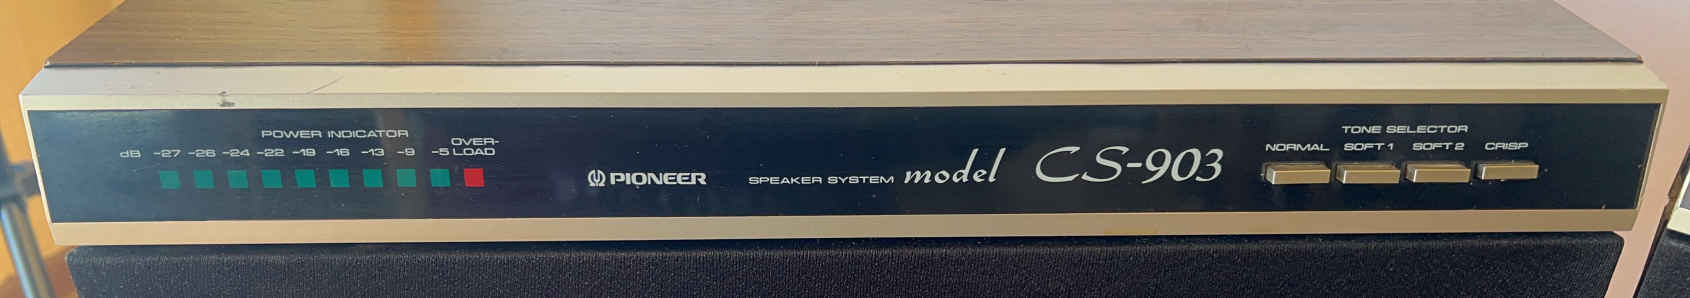 POWER INDICATOR
dB -27 -26 -24 -22 -19 -16 -13 -9 -5 OVER-
LOAD
PIONEER SPEAKER SYSTEM model CS-903
TONE SELECTOR
NORMAL SOFT 1 SOFT 2 CRISP